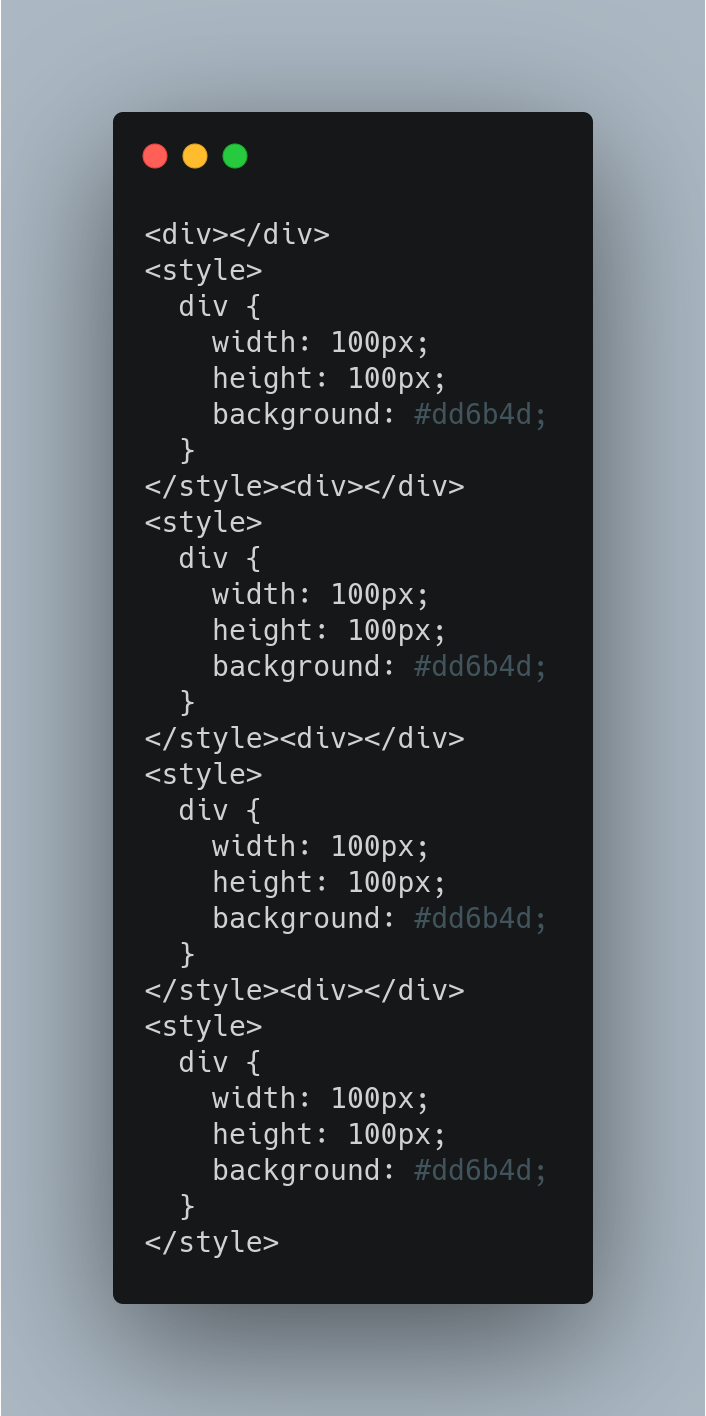 <div></div>
<style>
  div {
    width: 100px;
    height: 100px;
    background: #dd6b4d;
  }
</style><div></div>
<style>
  div {
    width: 100px;
    height: 100px;
    background: #dd6b4d;
  }
</style><div></div>
<style>
  div {
    width: 100px;
    height: 100px;
    background: #dd6b4d;
  }
</style><div></div>
<style>
  div {
    width: 100px;
    height: 100px;
    background: #dd6b4d;
  }
</style>